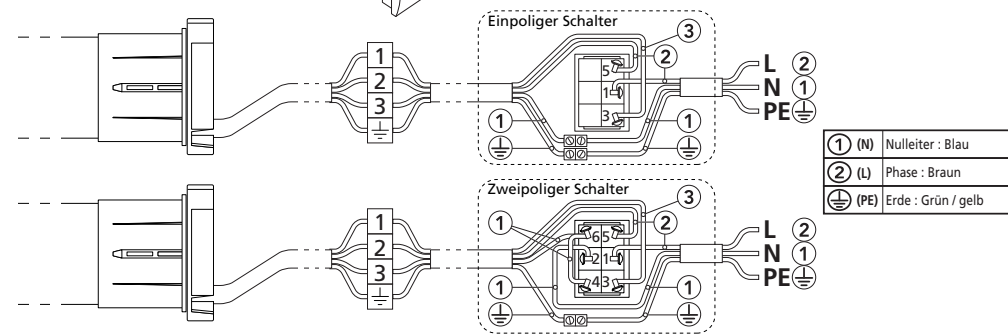 Einpoliger Schalter
3
1
2
2
5
L 2
1
N 1
3
3
1
1
PE
1 (N) Nulleiter : Blau
2 (L) Phase : Braun
(PE) Erde : Grün / gelb
Zweipoliger Schalter
3
1
1
2
6 5
L 2
2
2 1
N 1
3
4 3
1
1
PE